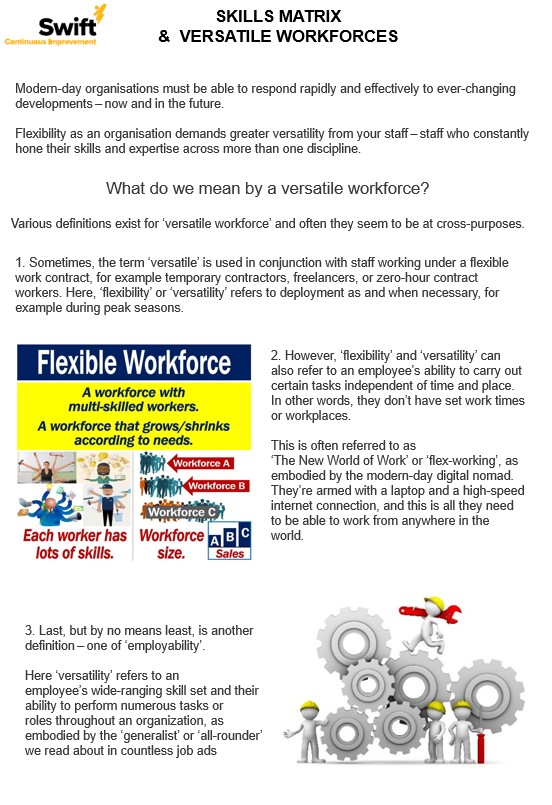 Swift
Continuous Improvement
SKILLS MATRIX
& VERSATILE WORKFORCES
Modern-day organisations must be able to respond rapidly and effectively to ever-changing
developments – now and in the future.
Flexibility as an organisation demands greater versatility from your staff – staff who constantly
hone their skills and expertise across more than one discipline.
What do we mean by a versatile workforce?
Various definitions exist for ‘versatile workforce’ and often they seem to be at cross-purposes.
1. Sometimes, the term ‘versatile’ is used in conjunction with staff working under a flexible
work contract, for example temporary contractors, freelancers, or zero-hour contract
workers. Here, ‘flexibility’ or ‘versatility’ refers to deployment as and when necessary, for
example during peak seasons.
Flexible Workforce
A workforce with
multi-skilled workers.
A workforce that grows/shrinks
according to needs.
Workforce A
Workforce B
Workforce C
Each worker has
lots of skills.
Workforce
size.
A B C
Sales
2. However, ‘flexibility’ and ‘versatility’ can
also refer to an employee’s ability to carry out
certain tasks independent of time and place.
In other words, they don’t have set work times
or workplaces.
This is often referred to as
‘The New World of Work’ or ‘flex-working’, as
embodied by the modern-day digital nomad.
They’re armed with a laptop and a high-speed
internet connection, and this is all they need
to be able to work from anywhere in the
world.
3. Last, but by no means least, is another
definition – one of ‘employability’.
Here ‘versatility’ refers to an
employee’s wide-ranging skill set and their
ability to perform numerous tasks or
roles throughout an organization, as
embodied by the ‘generalist’ or ‘all-rounder’
we read about in countless job ads